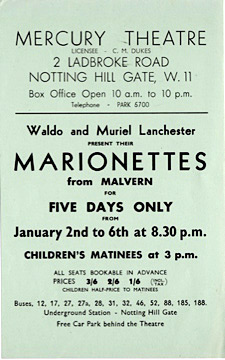 MERCURY THEATRE
LICENSEE - C. M. DUKES
2 LADBROKE ROAD
NOTTING HILL GATE, W.11
Box Office Open 10 a.m. to 10 p.m.
Telephone - PARK 5700
Waldo and Muriel Lanchester
PRESENT THEIR
MARIONETTES
from MALVERN
FOR
FIVE DAYS ONLY
FROM
January 2nd to 6th at 8.30 p.m.
CHILDREN'S MATINEES at 3 p.m.
ALL SEATS BOOKABLE IN ADVANCE
PRICES 3/6 2/6 1/6 (INCL. TAX)
CHILDREN HALF-PRICE TO MATINEES
Buses, 12, 17, 27, 27a, 28, 31, 32, 46, 52, 88, 185, 188.
Underground Station - Notting Hill Gate
Free Car Park behind the Theatre